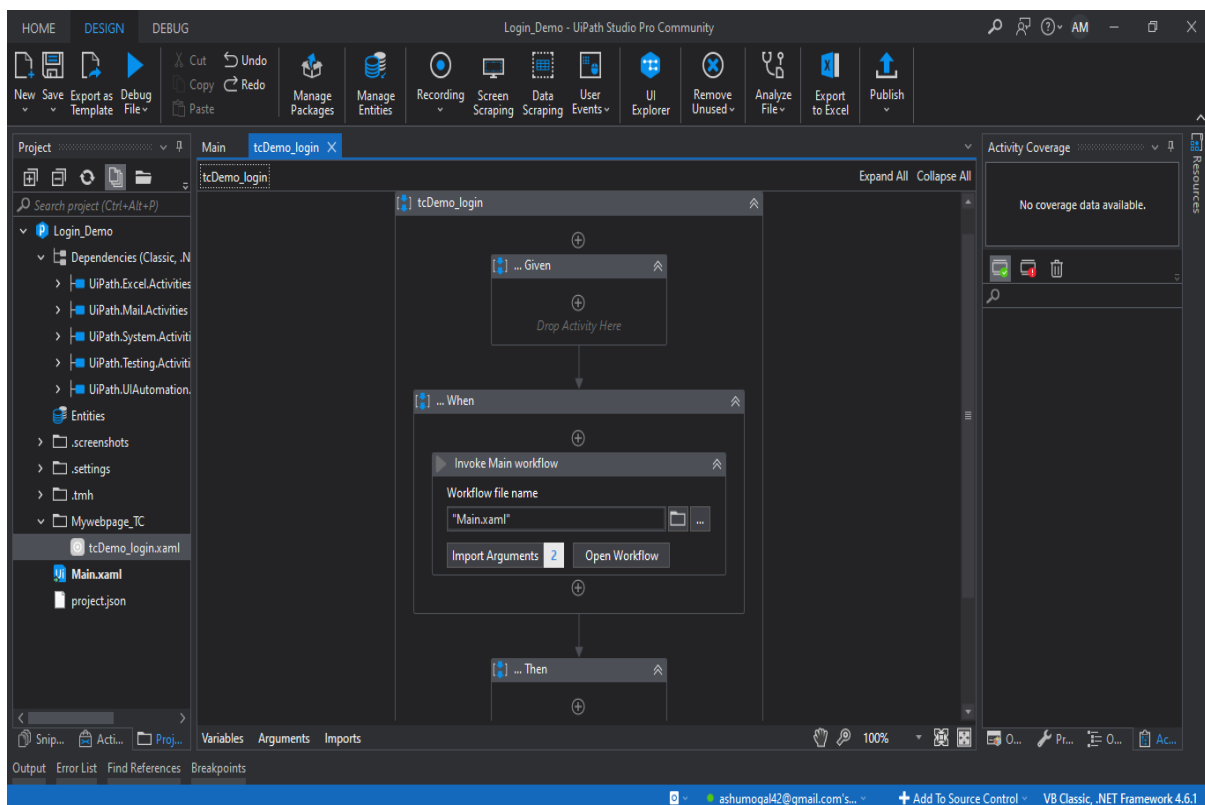 HOME DESIGN DEBUG Login_Demo - UiPath Studio Pro Community AM
New Save Export as Template Debug File Cut Copy Paste Undo Redo Manage Packages Manage Entities Recording Screen Scraping Data Scraping User Events UI Explorer Remove Unused Analyze File Export to Excel Publish
Project
Search project (Ctrl+Alt+P)
Login_Demo
Dependencies (Classic, .N
UiPath.Excel.Activities
UiPath.Mail.Activities
UiPath.System.Activiti
UiPath.Testing.Activiti
UiPath.UIAutomation.
Entities
.screenshots
.settings
.tmh
Mywebpage_TC
tcDemo_login.xaml
Main.xaml
project.json
Snip... Acti... Proj...
Main tcDemo_login
tcDemo_login Expand All Collapse All
tcDemo_login
... Given
Drop Activity Here
... When
Invoke Main workflow
Workflow file name
"Main.xaml" ...
Import Arguments 2 Open Workflow
... Then
Variables Arguments Imports 100%
Activity Coverage
No coverage data available.
O... Pr... O... Ac...
Resources
Output Error List Find References Breakpoints
ashumogal42@gmail.com's... Add To Source Control VB Classic, .NET Framework 4.6.1